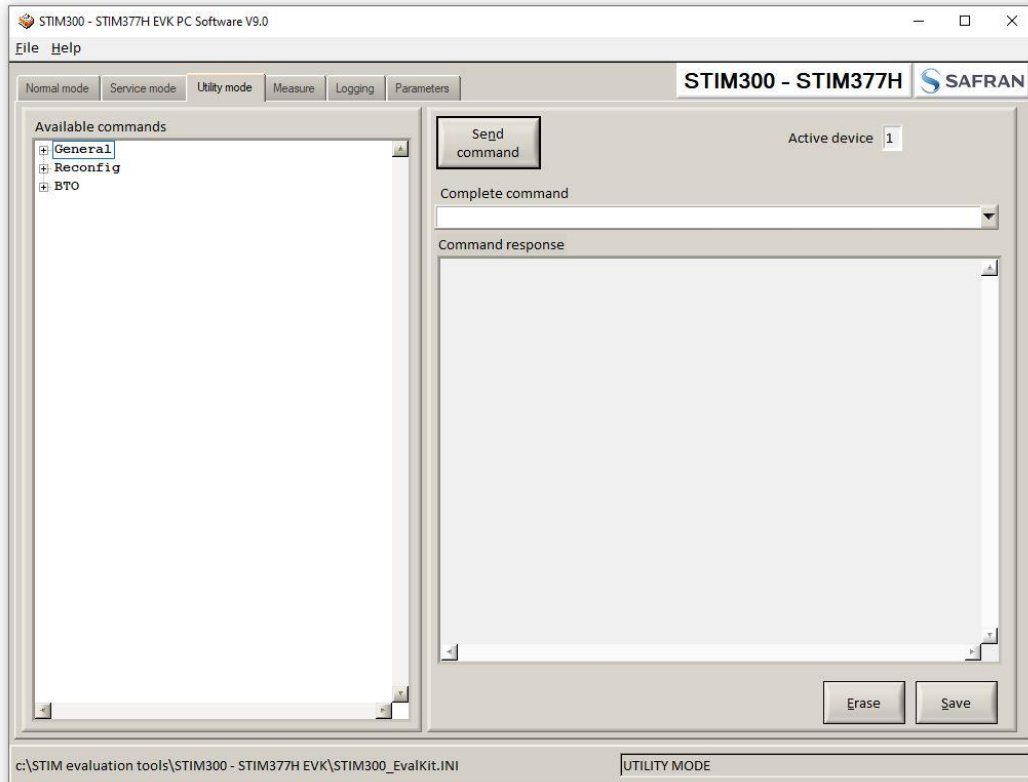 STIM300 - STIM377H EVK PC Software V9.0
File Help
Normal mode Service mode Utility mode Measure Logging Parameters
STIM300 - STIM377H SAFRAN
Available commands
General
Reconfig
BTO
Send
command
Active device 1
Complete command
Command response
Erase Save
c:\STIM evaluation tools\STIM300 - STIM377H EVK\STIM300_EvalKit.INI UTILITY MODE